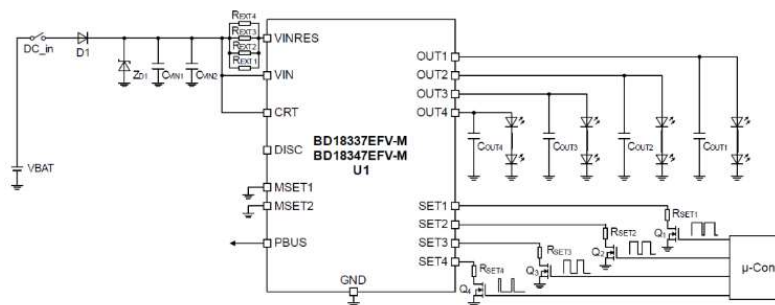 REXT4
REXT3
REXT2
REXT1
DC_in
D1
ZD1
CVIN1
CVIN2
VBAT
VINRES
VIN
CRT
DISC
MSET1
MSET2
PBUS
GND
BD18337EFV-M
BD18347EFV-M
U1
OUT1
OUT2
OUT3
OUT4
COUT4
COUT3
COUT2
COUT1
SET1
SET2
SET3
SET4
RSET1
RSET2
RSET3
RSET4
Q1
Q2
Q3
Q4
μ-Con